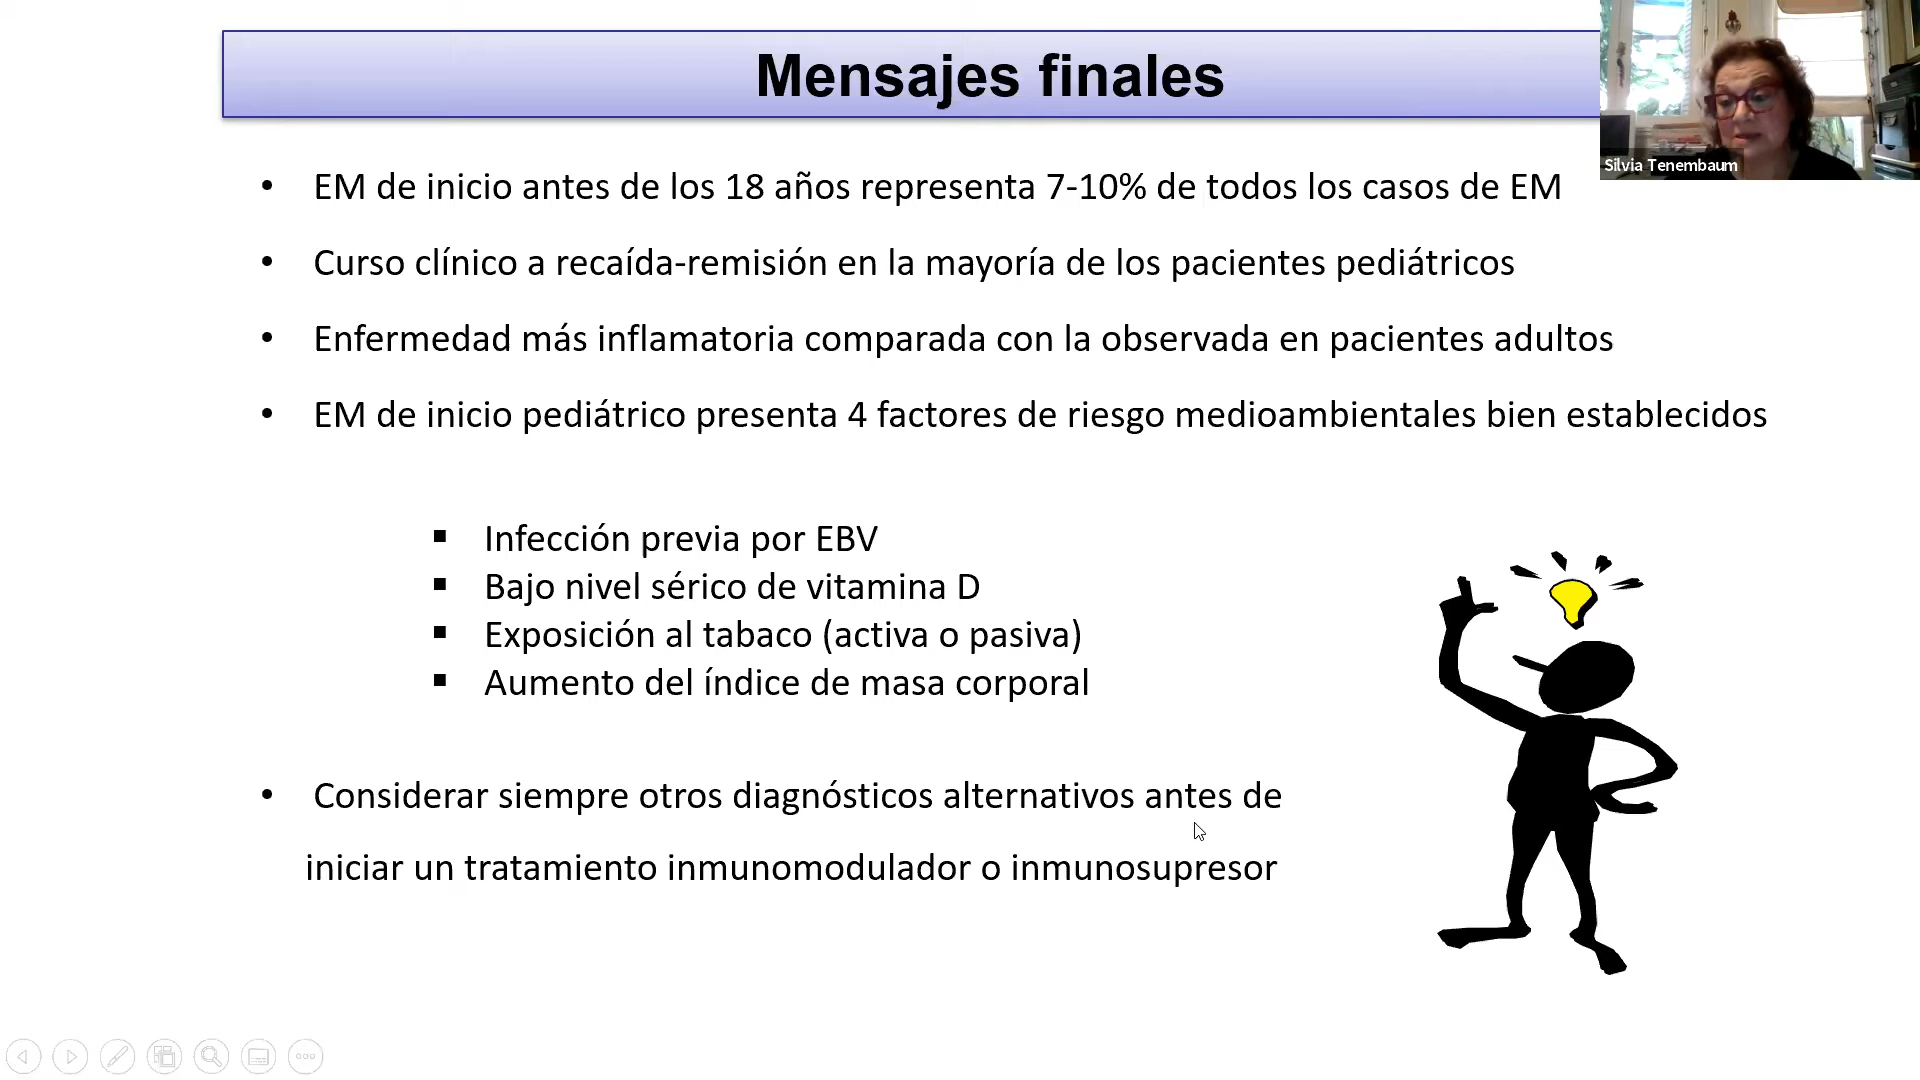 Mensajes finales
Silvia Tenembaum
• EM de inicio antes de los 18 años representa 7-10% de todos los casos de EM
• Curso clínico a recaída-remisión en la mayoría de los pacientes pediátricos
• Enfermedad más inflamatoria comparada con la observada en pacientes adultos
• EM de inicio pediátrico presenta 4 factores de riesgo medioambientales bien establecidos
▪ Infección previa por EBV
▪ Bajo nivel sérico de vitamina D
▪ Exposición al tabaco (activa o pasiva)
▪ Aumento del índice de masa corporal
• Considerar siempre otros diagnósticos alternativos antes de
iniciar un tratamiento inmunomodulador o inmunosupresor